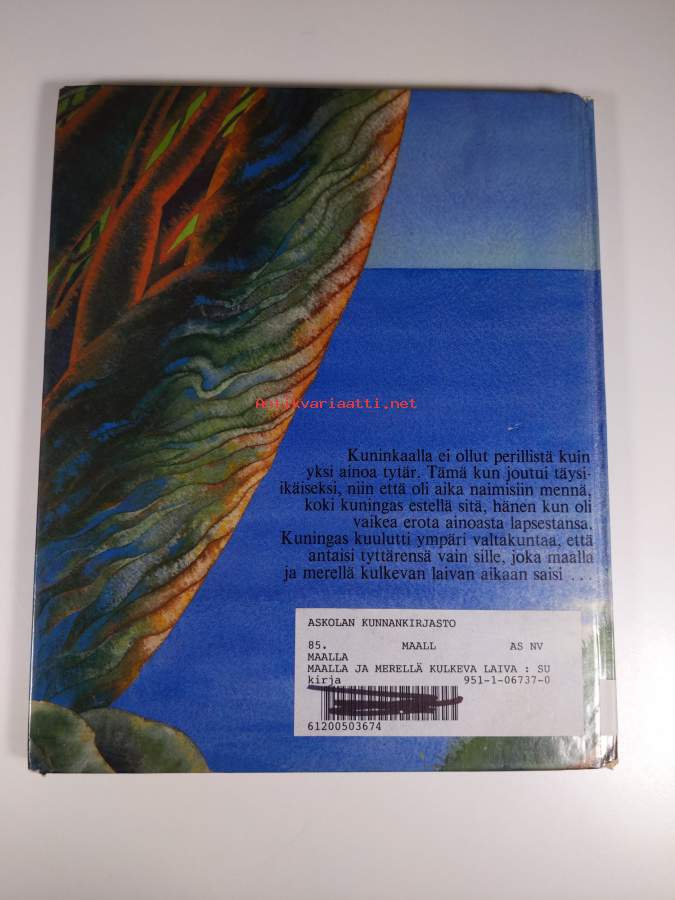 Antikvariaatti.net
Kuninkaalla ei ollut perillistä kuin
yksi ainoa tytär. Tämä kun joutui täysi-
ikäiseksi, niin että oli aika naimisiin mennä,
koki kuningas estellä sitä, hänen kun oli
vaikea erota ainoasta lapsestansa.
Kuningas kuulutti ympäri valtakuntaa, että
antaisi tyttärensä vain sille, joka maalla
ja merellä kulkevan laivan aikaan saisi . . .
ASKOLAN KUNNANKIRJASTO
85. MAALL AS NV
MAALLA
MAALLA JA MERELLÄ KULKEVA LAIVA : SU
kirja 951-1-06737-0
61200503674